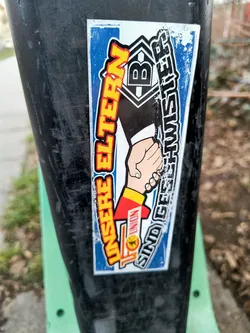 UNSERE ELTERN
B
UNION
SIND GESCHWISTER